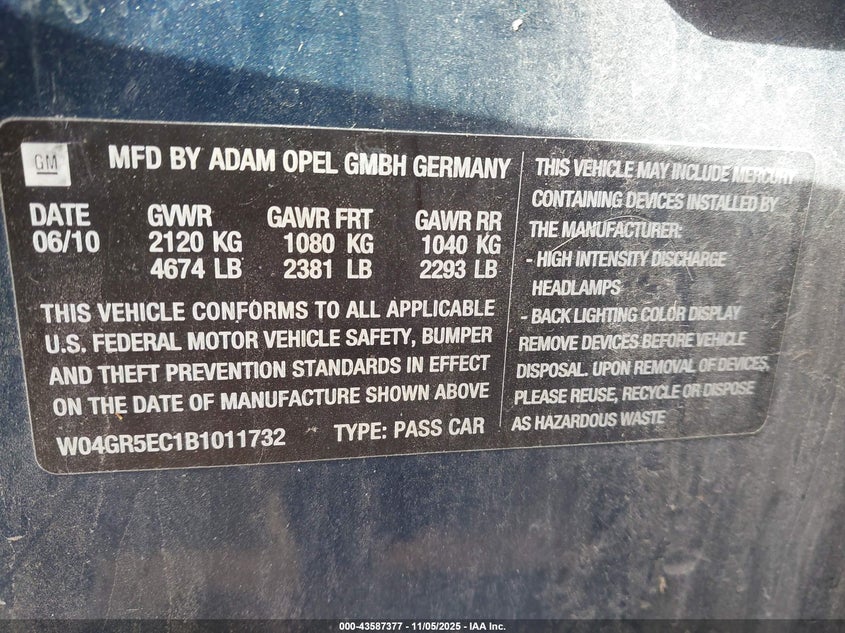 GM
MFD BY ADAM OPEL GMBH GERMANY
DATE GVWR GAWR FRT GAWR RR
06/10 2120 KG 1080 KG 1040 KG
4674 LB 2381 LB 2293 LB
THIS VEHICLE CONFORMS TO ALL APPLICABLE
U.S. FEDERAL MOTOR VEHICLE SAFETY, BUMPER
AND THEFT PREVENTION STANDARDS IN EFFECT
ON THE DATE OF MANUFACTURE SHOWN ABOVE
W04GR5EC1B1011732 TYPE: PASS CAR
THIS VEHICLE MAY INCLUDE MERCURY
CONTAINING DEVICES INSTALLED BY
THE MANUFACTURER:
- HIGH INTENSITY DISCHARGE
HEADLAMPS
- BACK LIGHTING COLOR DISPLAY
REMOVE DEVICES BEFORE VEHICLE
DISPOSAL. UPON REMOVAL OF DEVICES,
PLEASE REUSE, RECYCLE OR DISPOSE
AS HAZARDOUS WASTE
000-43587377 - 11/05/2025 - IAA Inc.